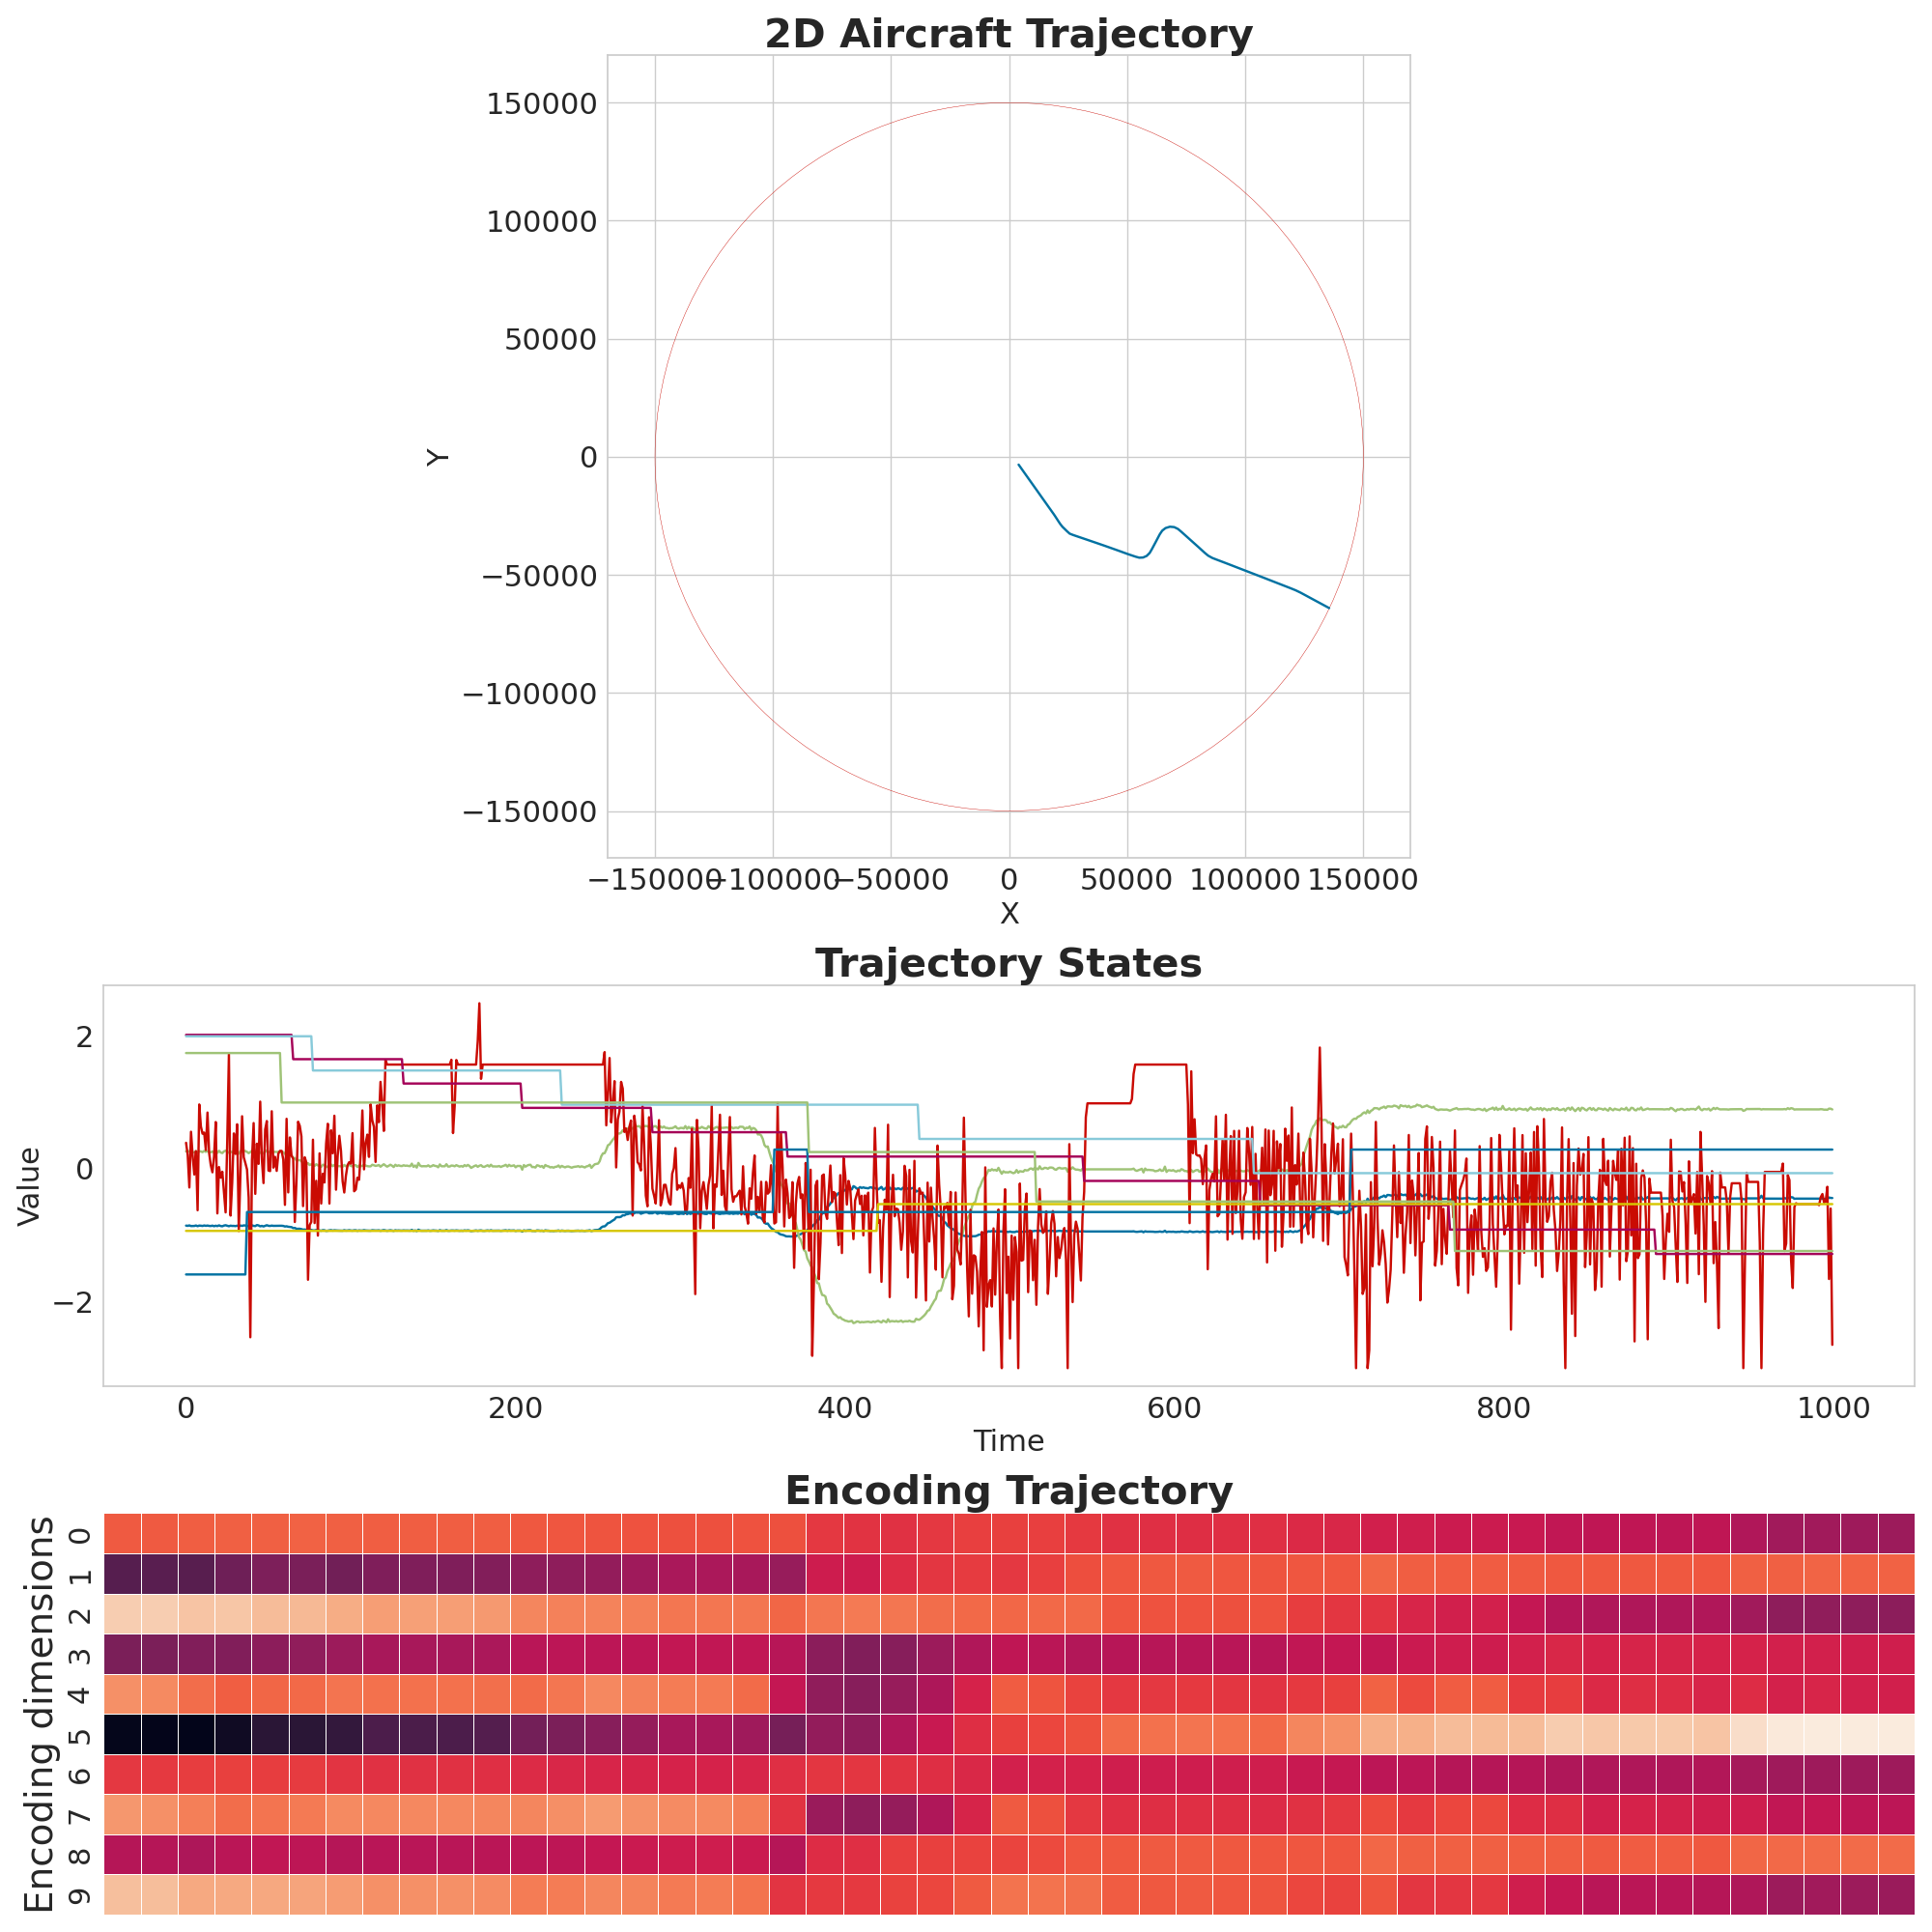 2D Aircraft Trajectory
150000
100000
50000
0
−50000
−100000
−150000
Y
−150000 −100000 −50000 0 50000 100000 150000
X
Trajectory States
2
0
−2
Value
0 200 400 600 800 1000
Time
Encoding Trajectory
Encoding dimensions
0
1
2
3
4
5
6
7
8
9